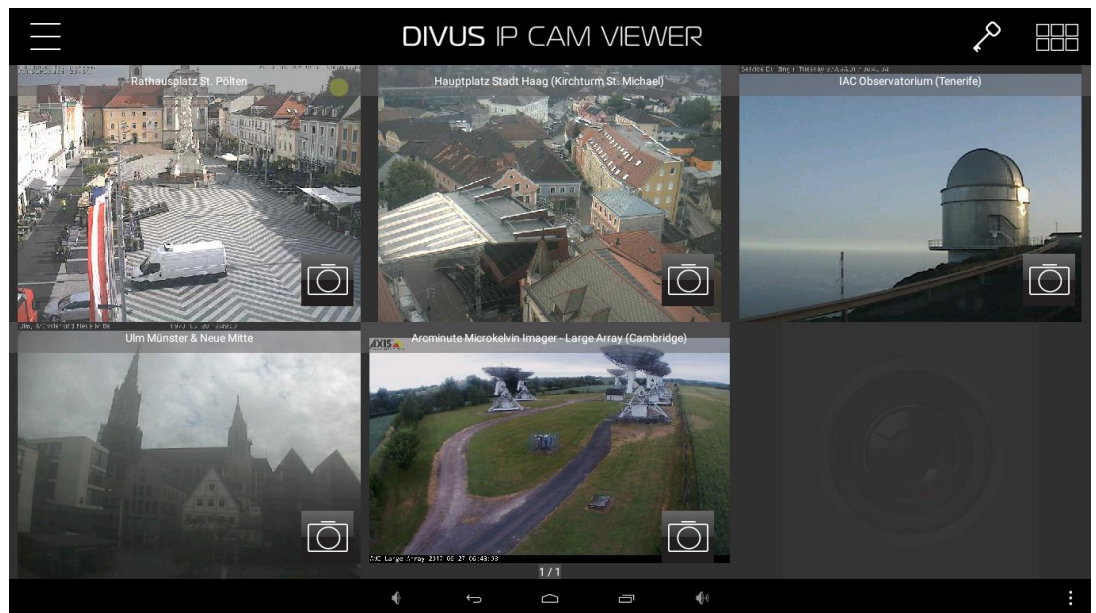 DIVUS IP CAM VIEWER
Rathausplatz St. Pölten
Hauptplatz Stadt Haag (Kirchturm St. Michael)
IAC Observatorium (Tenerife)
Ulm Münster & Neue Mitte
AXIS
Arcminute Microkelvin Imager - Large Array (Cambridge)
1 / 1